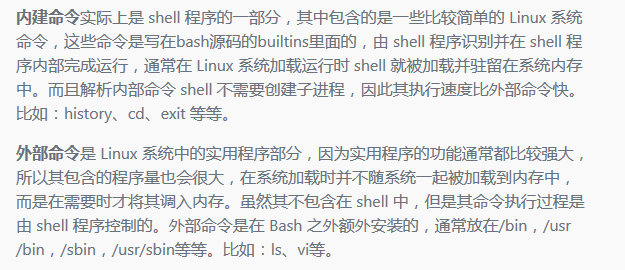 内建命令实际上是 shell 程序的一部分，其中包含的是一些比较简单的 Linux 系统
命令，这些命令是写在bash源码的builtins里面的，由 shell 程序识别并在 shell 程
序内部完成运行，通常在 Linux 系统加载运行时 shell 就被加载并驻留在系统内存
中。而且解析内部命令 shell 不需要创建子进程，因此其执行速度比外部命令快。
比如：history、cd、exit 等等。
外部命令是 Linux 系统中的实用程序部分，因为实用程序的功能通常都比较强大，
所以其包含的程序量也会很大，在系统加载时并不随系统一起被加载到内存中，
而是在需要时才将其调入内存。虽然其不包含在 shell 中，但是其命令执行过程是
由 shell 程序控制的。外部命令是在 Bash 之外额外安装的，通常放在/bin，/usr
/bin，/sbin，/usr/sbin等等。比如：ls、vi等。